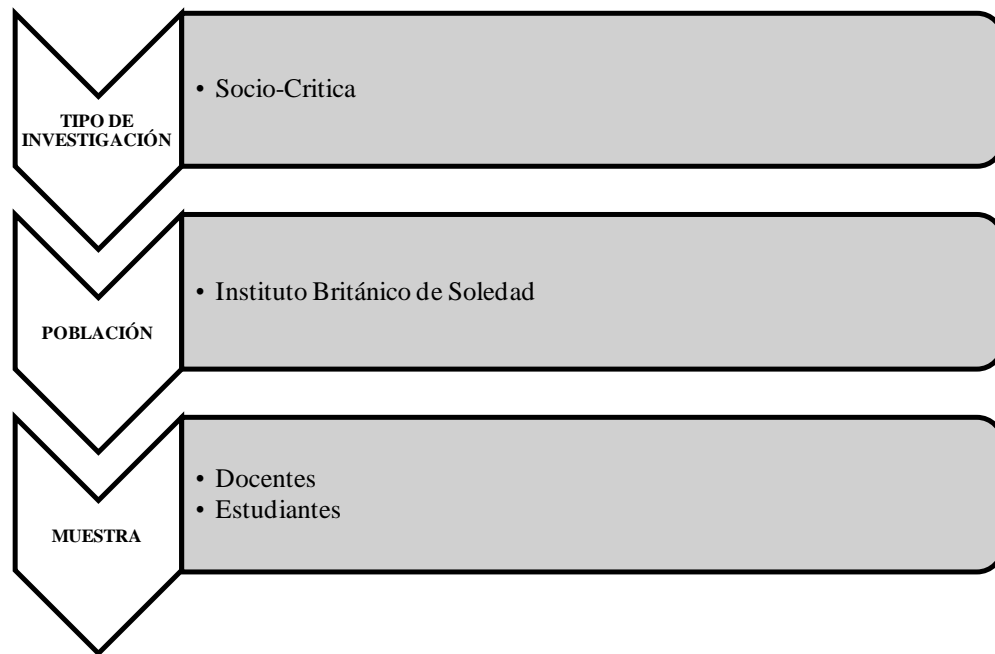 TIPO DE
INVESTIGACIÓN
• Socio-Critica
POBLACIÓN
• Instituto Británico de Soledad
MUESTRA
• Docentes
• Estudiantes